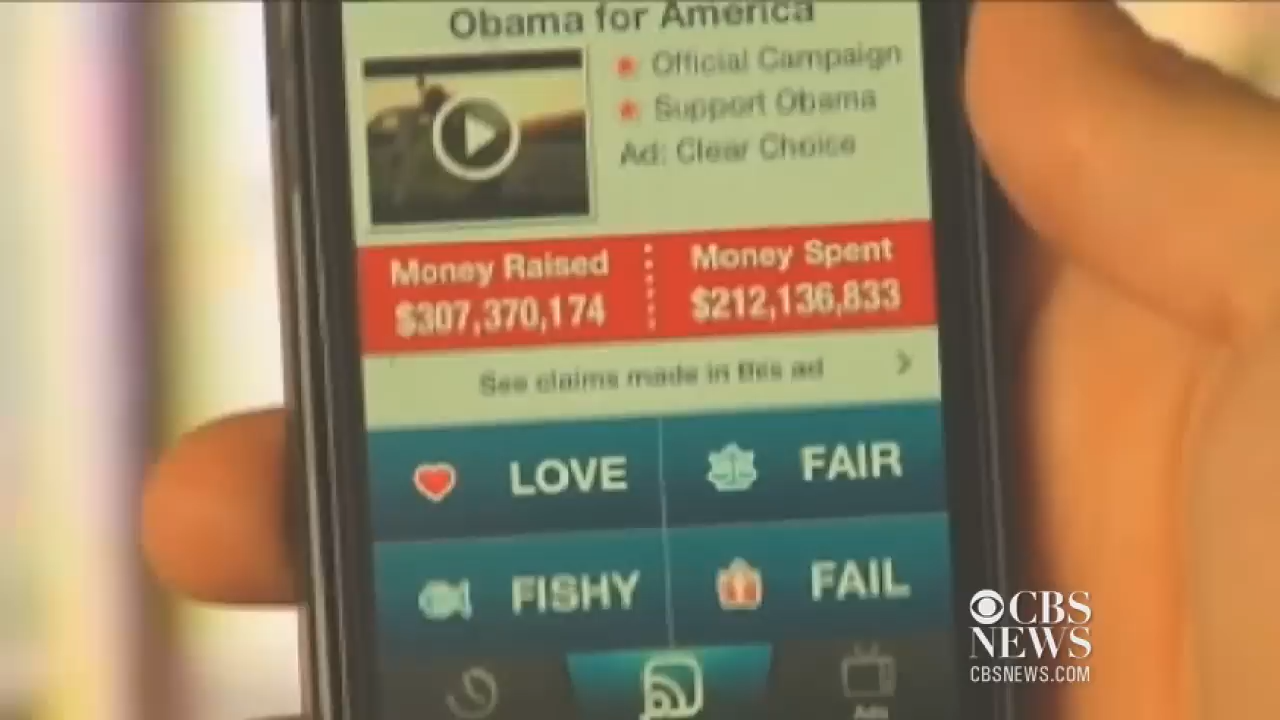 Obama for America
Official Campaign
Support Obama
Ad: Clear Choice
Money Raised
$307,370,174
Money Spent
$212,136,833
See claims made in this ad
LOVE
FAIR
FISHY
FAIL
Ads
CBS
NEWS
CBSNEWS.COM